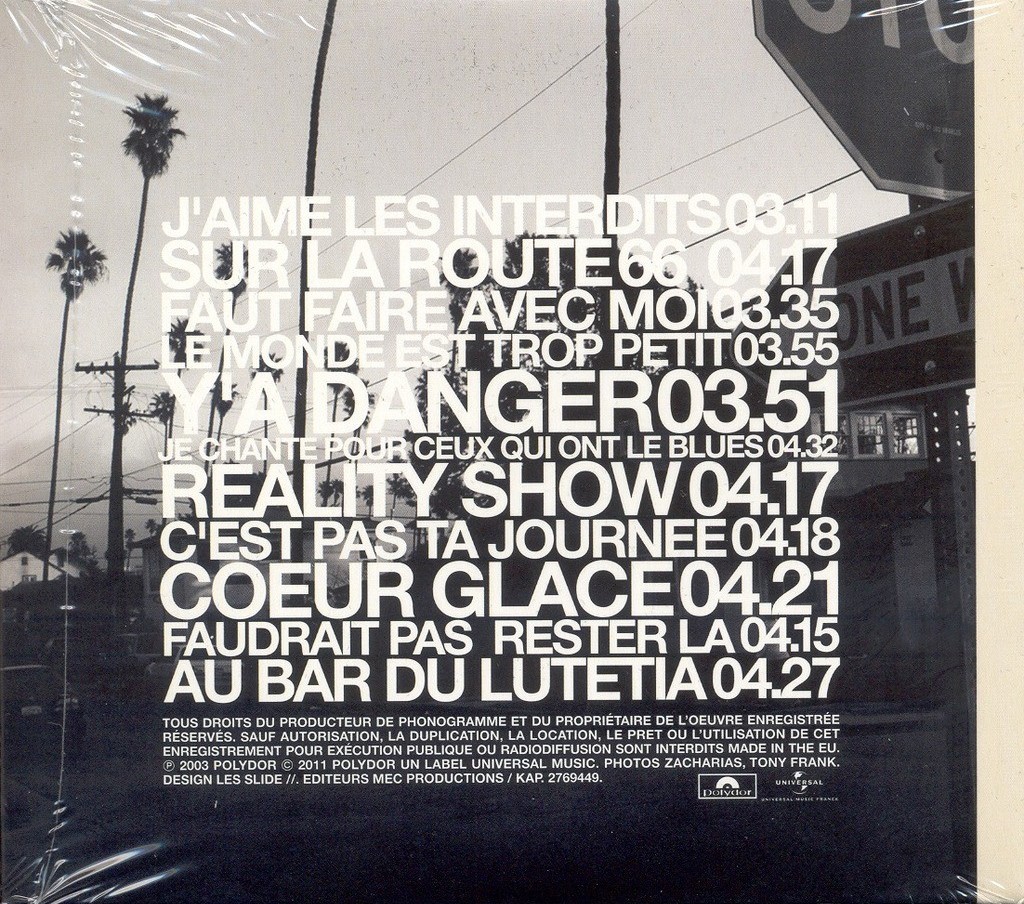 STO
ONE W
J'AIME LES INTERDITS 03.11
SUR LA ROUTE 66 04.17
FAUT FAIRE AVEC MOI 03.35
LE MONDE EST TROP PETIT 03.55
Y'A DANGER 03.51
JE CHANTE POUR CEUX QUI ONT LE BLUES 04.32
REALITY SHOW 04.17
C'EST PAS TA JOURNEE 04.18
COEUR GLACE 04.21
FAUDRAIT PAS RESTER LA 04.15
AU BAR DU LUTETIA 04.27
TOUS DROITS DU PRODUCTEUR DE PHONOGRAMME ET DU PROPRIÉTAIRE DE L'OEUVRE ENREGISTRÉE
RÉSERVÉS. SAUF AUTORISATION, LA DUPLICATION, LA LOCATION, LE PRET OU L'UTILISATION DE CET
ENREGISTREMENT POUR EXÉCUTION PUBLIQUE OU RADIODIFFUSION SONT INTERDITS MADE IN THE EU.
℗ 2003 POLYDOR © 2011 POLYDOR UN LABEL UNIVERSAL MUSIC. PHOTOS ZACHARIAS, TONY FRANK.
DESIGN LES SLIDE //. EDITEURS MEC PRODUCTIONS / KAP. 2769449.
polydor
UNIVERSAL
UNIVERSAL MUSIC FRANCE